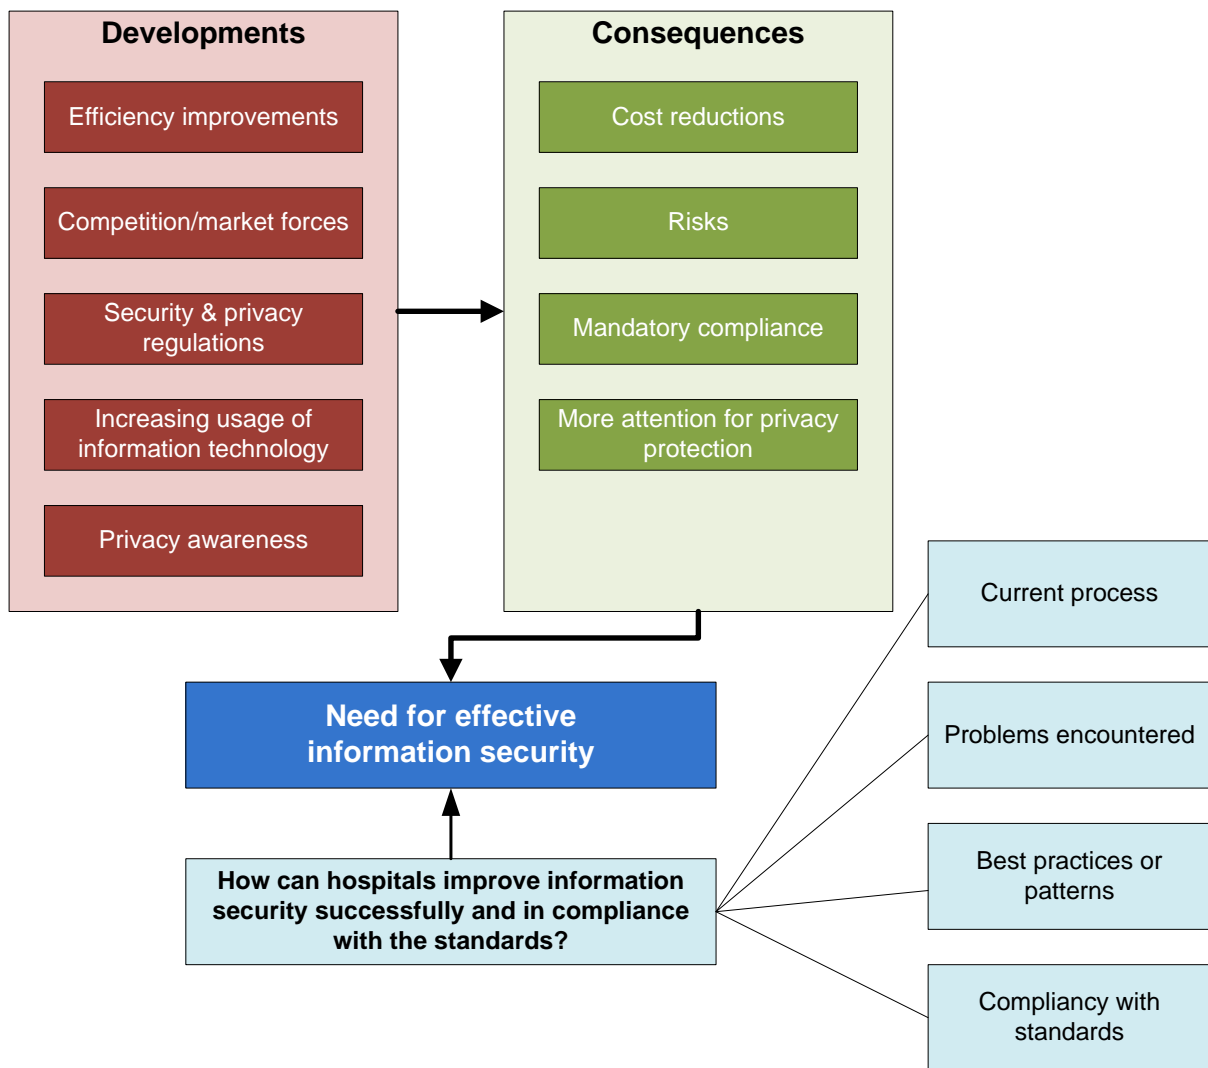 Developments
Efficiency improvements
Competition/market forces
Security & privacy
regulations
Increasing usage of
information technology
Privacy awareness
Consequences
Cost reductions
Risks
Mandatory compliance
More attention for privacy
protection
Need for effective
information security
How can hospitals improve information
security successfully and in compliance
with the standards?
Current process
Problems encountered
Best practices or
patterns
Compliancy with
standards